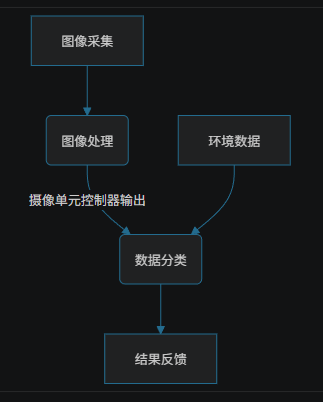 图像采集
图像处理
环境数据
摄像单元控制器输出
数据分类
结果反馈